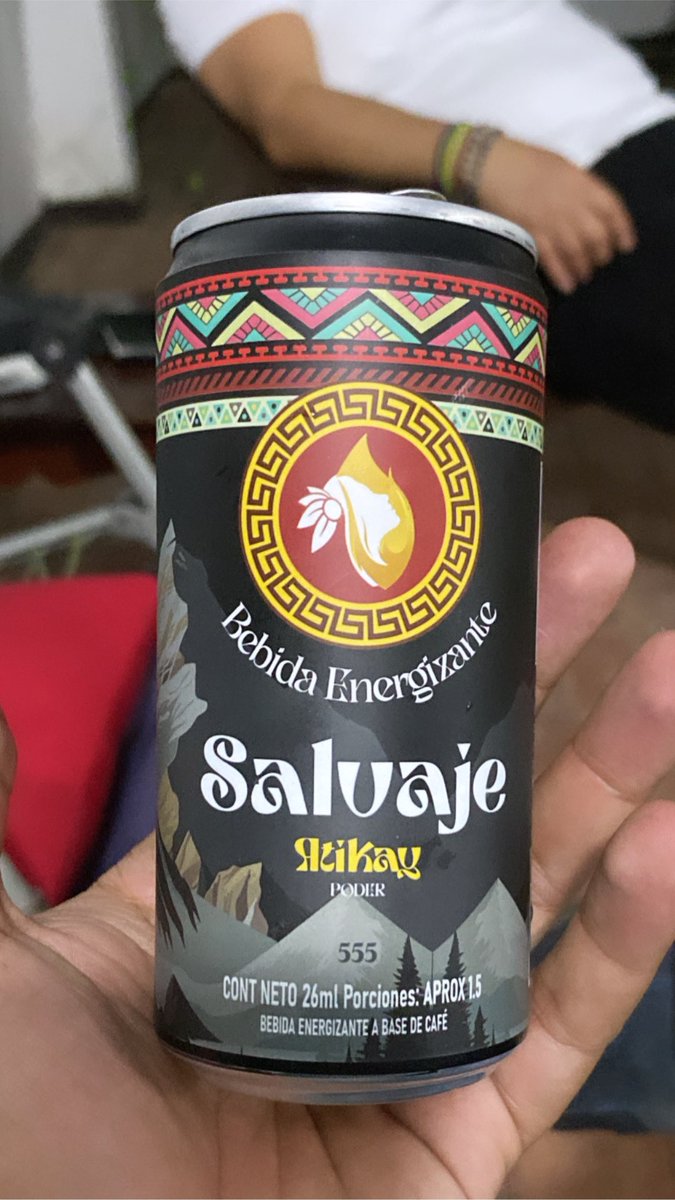 Bebida Energizante
Salvaje
Atikay
PODER
555
CONT NETO 26ml Porciones: APROX 1.5
BEBIDA ENERGIZANTE A BASE DE CAFÉ